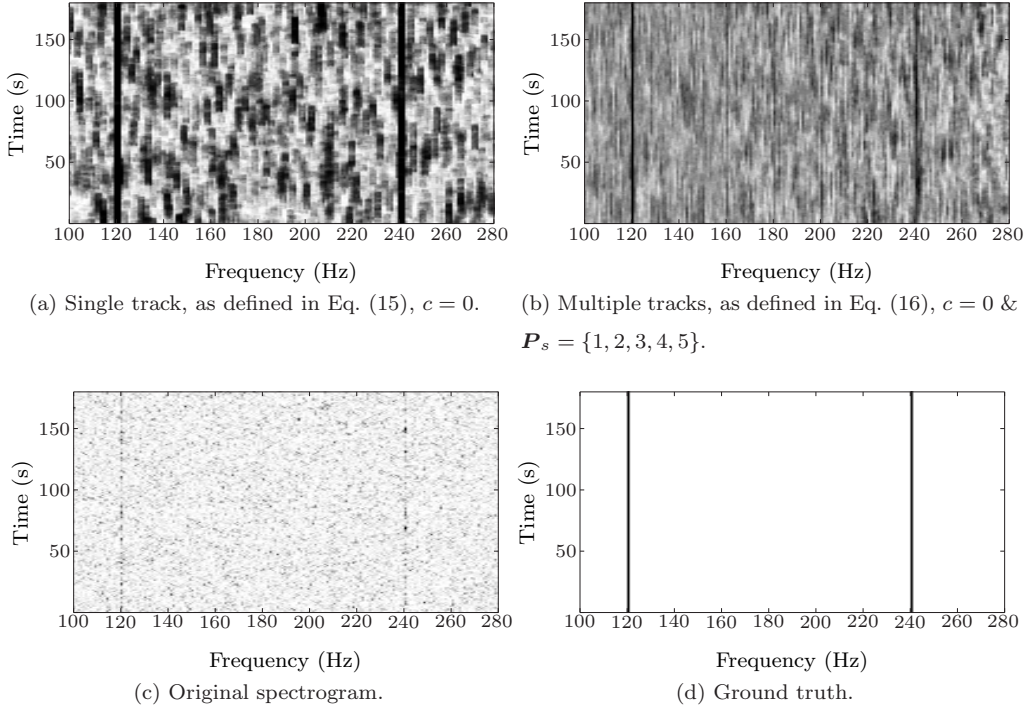 150
100
50
Time (s)
100 120 140 160 180 200 220 240 260 280
Frequency (Hz)
(a) Single track, as defined in Eq. (15), c = 0.
150
100
50
Time (s)
100 120 140 160 180 200 220 240 260 280
Frequency (Hz)
(b) Multiple tracks, as defined in Eq. (16), c = 0 &
P_s = {1, 2, 3, 4, 5}.
150
100
50
Time (s)
100 120 140 160 180 200 220 240 260 280
Frequency (Hz)
(c) Original spectrogram.
150
100
50
Time (s)
100 120 140 160 180 200 220 240 260 280
Frequency (Hz)
(d) Ground truth.